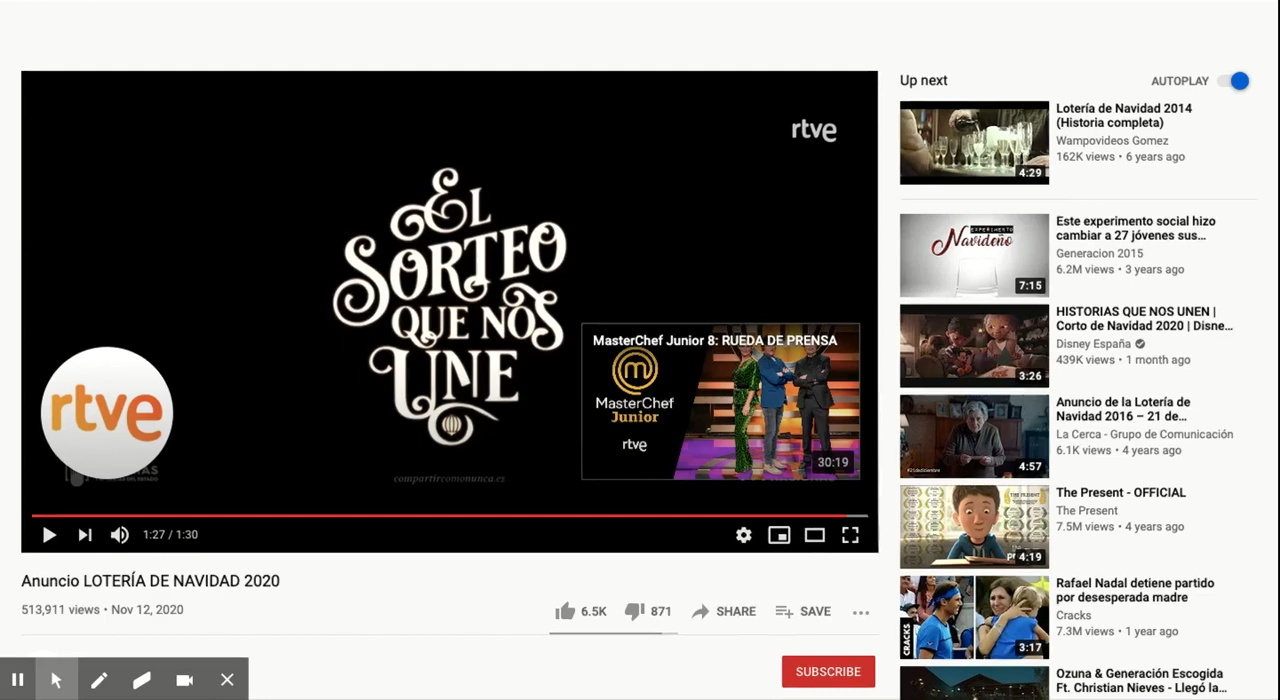 rtve
EL
SORTEO
QUE NOS
UNE
MasterChef Junior 8: RUEDA DE PRENSA
MasterChef
Junior
rtve
30:19
rtve
compartircomonunca.es
1:27 / 1:30
Anuncio LOTERÍA DE NAVIDAD 2020
513,911 views • Nov 12, 2020
6.5K
871
SHARE
SAVE
SUBSCRIBE
Up next
AUTOPLAY
4:29
Lotería de Navidad 2014
(Historia completa)
Wampovideos Gomez
162K views • 6 years ago
EXPERIMENTO
Navideño
7:15
Este experimento social hizo
cambiar a 27 jóvenes sus...
Generacion 2015
6.2M views • 3 years ago
3:26
HISTORIAS QUE NOS UNEN |
Corto de Navidad 2020 | Disne...
Disney España
439K views • 1 month ago
4:57
Anuncio de la Lotería de
Navidad 2016 – 21 de...
La Cerca - Grupo de Comunicación
6.1K views • 4 years ago
THE PRESENT
4:19
The Present - OFFICIAL
The Present
7.5M views • 4 years ago
CRACKS
3:17
Rafael Nadal detiene partido
por desesperada madre
Cracks
7.3M views • 1 year ago
Ozuna & Generación Escogida
Ft. Christian Nieves - Llegó la...